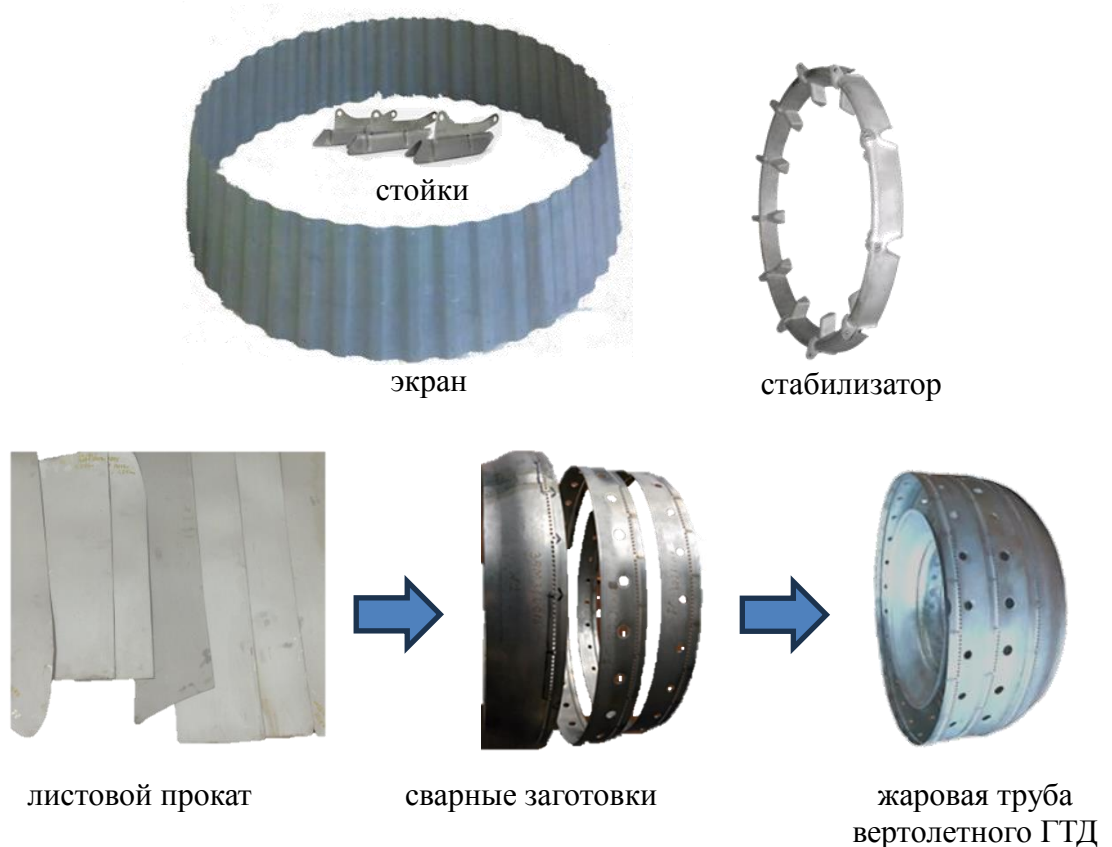 стойки
экран
стабилизатор
листовой прокат
сварные заготовки
жаровая труба
вертолетного ГТД